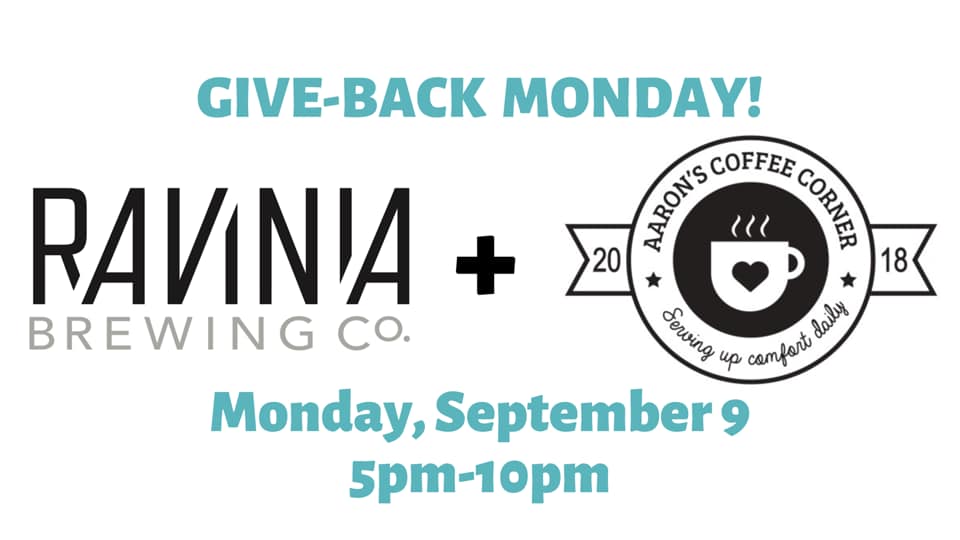 GIVE-BACK MONDAY!
RAVINIA
BREWING CO.
+
AARON'S COFFEE CORNER
20 18
Serving up comfort daily
Monday, September 9
5pm-10pm